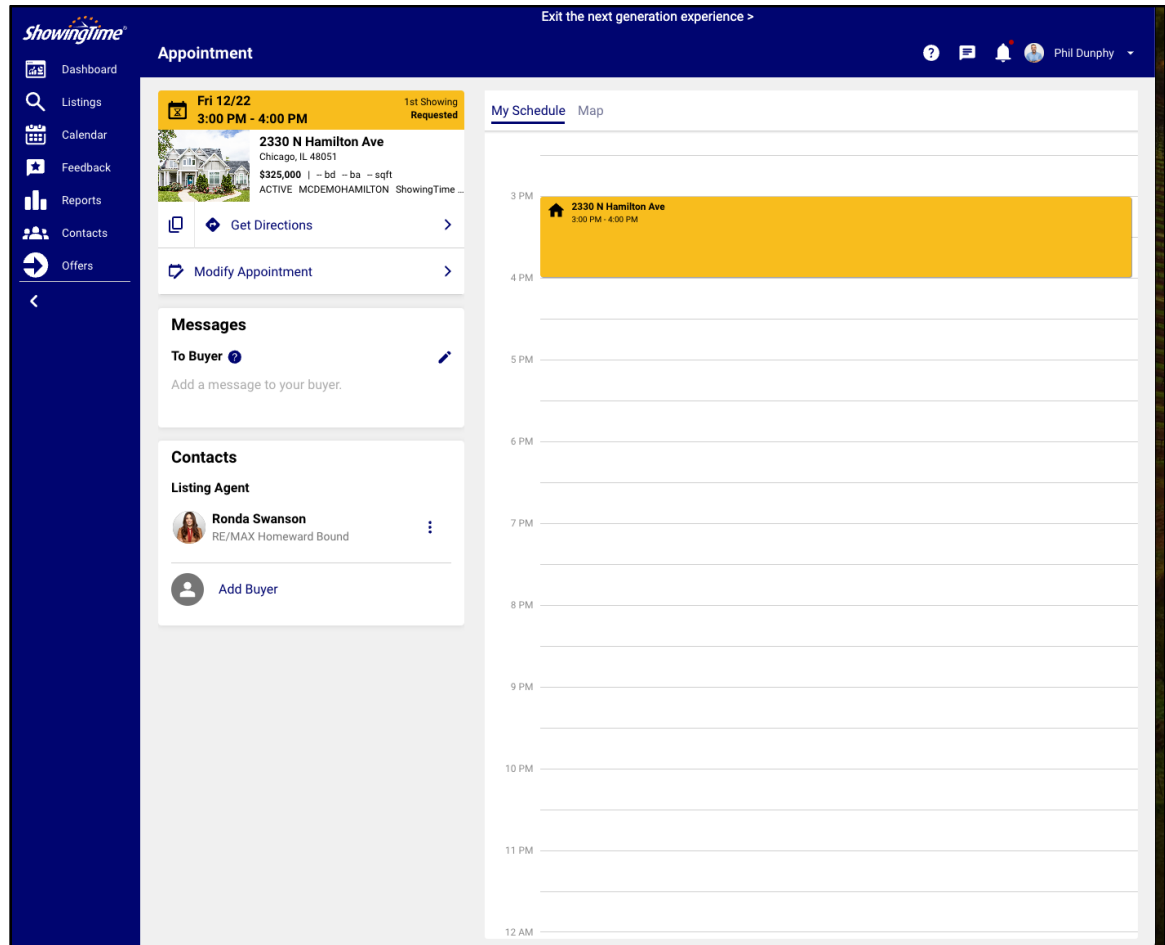 Exit the next generation experience >
ShowingTime®
Appointment
Phil Dunphy
Dashboard
Listings
Calendar
Feedback
Reports
Contacts
Offers
Fri 12/22
3:00 PM - 4:00 PM
1st Showing
Requested
2330 N Hamilton Ave
Chicago, IL 48051
$325,000 | -- bd -- ba -- sqft
ACTIVE MCDEMOHAMILTON ShowingTime ...
Get Directions
Modify Appointment
Messages
To Buyer ?
Add a message to your buyer.
Contacts
Listing Agent
Ronda Swanson
RE/MAX Homeward Bound
Add Buyer
My Schedule Map
3 PM
2330 N Hamilton Ave
3:00 PM - 4:00 PM
4 PM
5 PM
6 PM
7 PM
8 PM
9 PM
10 PM
11 PM
12 AM